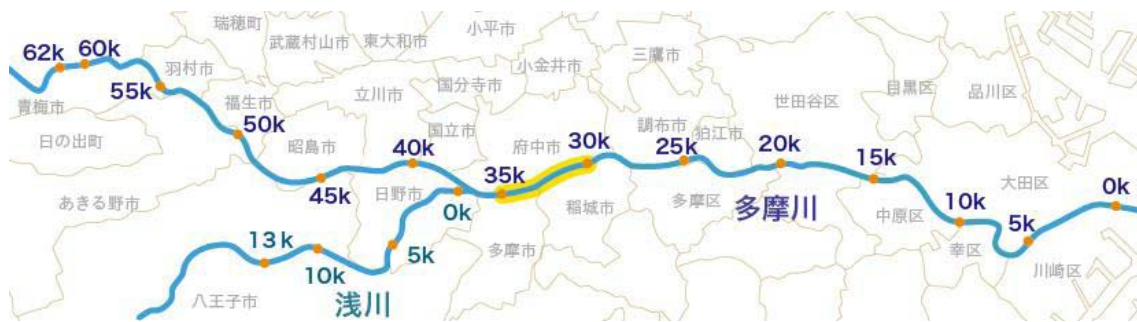 瑞穂町
小平市
武蔵村山市
東大和市
62k
60k
羽村市
三鷹市
小金井市
国分寺市
55k
立川市
目黒区
品川区
青梅市
福生市
世田谷区
50k
国立市
調布市
狛江市
日の出町
昭島市
40k
府中市
30k
25k
20k
15k
35k
45k
日野市
大田区
0k
あきる野市
0k
稲城市
多摩区
多摩川
中原区
10k
5k
13k
10k
5k
多摩市
幸区
川崎区
八王子市
浅川